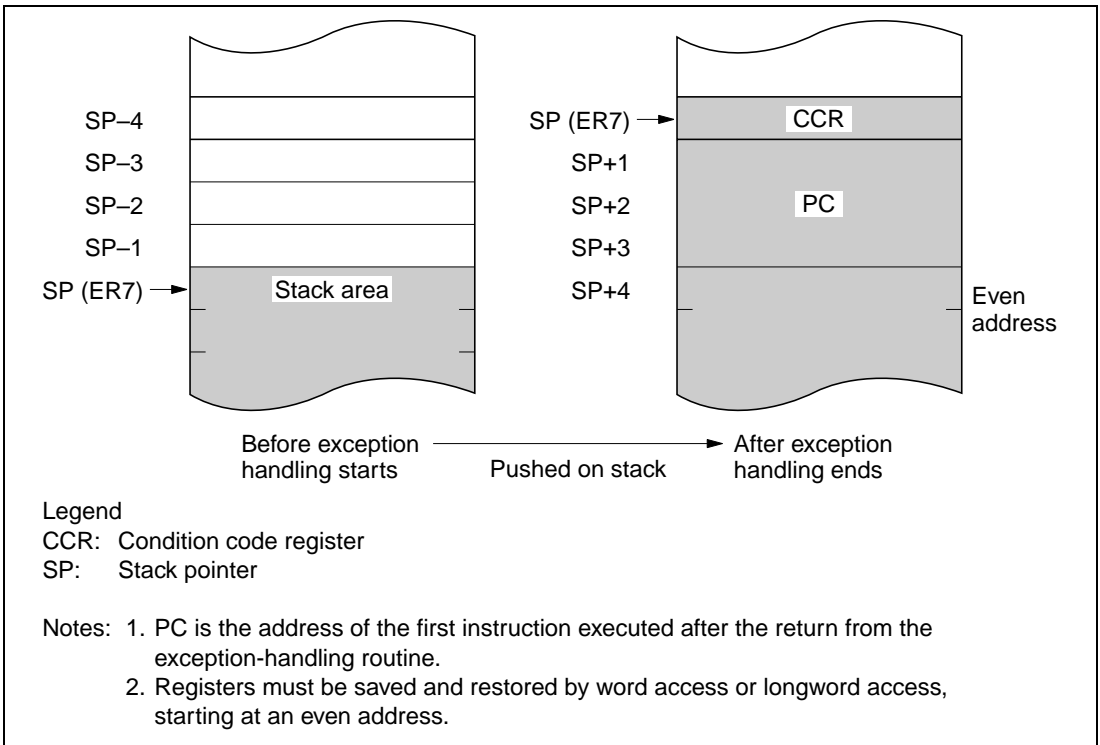 SP–4
SP–3
SP–2
SP–1
SP (ER7)
Stack area
SP (ER7)
SP+1
SP+2
SP+3
SP+4
CCR
PC
Even
address
Before exception
handling starts
Pushed on stack
After exception
handling ends
Legend
CCR: Condition code register
SP: Stack pointer
Notes: 1. PC is the address of the first instruction executed after the return from the
exception-handling routine.
2. Registers must be saved and restored by word access or longword access,
starting at an even address.